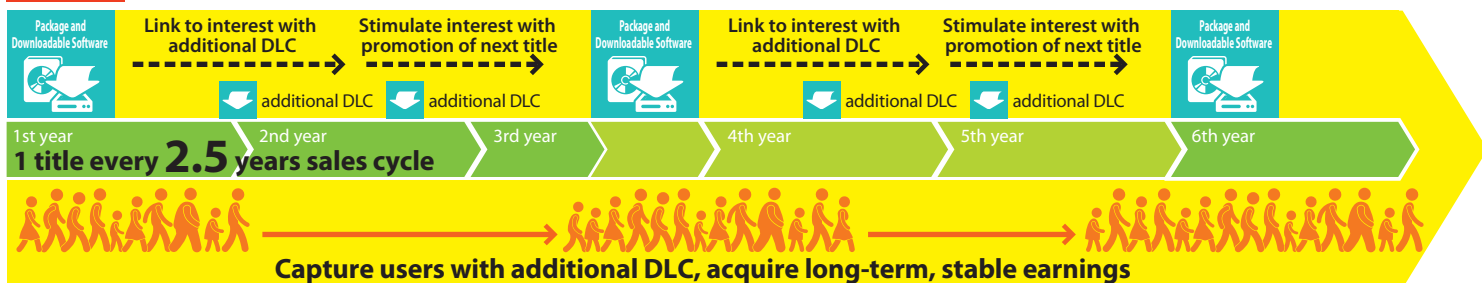 Package and
Downloadable Software
Link to interest with
additional DLC
Stimulate interest with
promotion of next title
Package and
Downloadable Software
Link to interest with
additional DLC
Stimulate interest with
promotion of next title
Package and
Downloadable Software
additional DLC
additional DLC
additional DLC
additional DLC
1st year
2nd year
3rd year
4th year
5th year
6th year
1 title every 2.5 years sales cycle
Capture users with additional DLC, acquire long-term, stable earnings